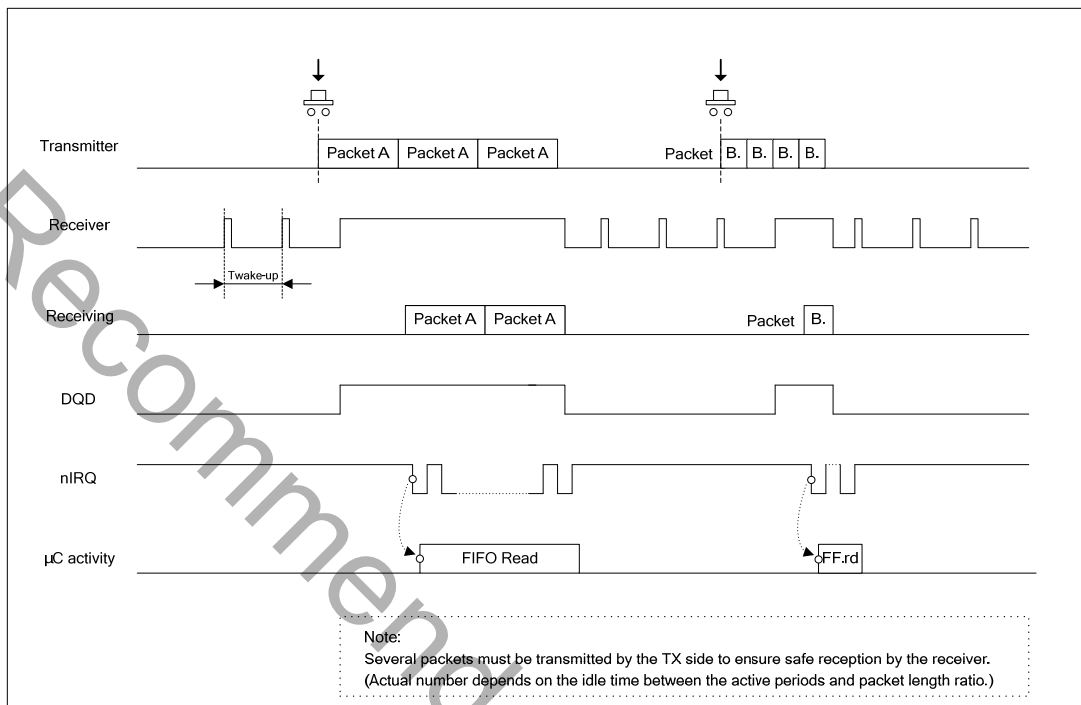 Transmitter
Packet A Packet A Packet A
Packet B. B. B. B.
Receiver
Twake-up
Receiving
Packet A Packet A
Packet B.
DQD
nIRQ
µC activity
FIFO Read
FF.rd
Note:
Several packets must be transmitted by the TX side to ensure safe reception by the receiver.
(Actual number depends on the idle time between the active periods and packet length ratio.)
Recommend